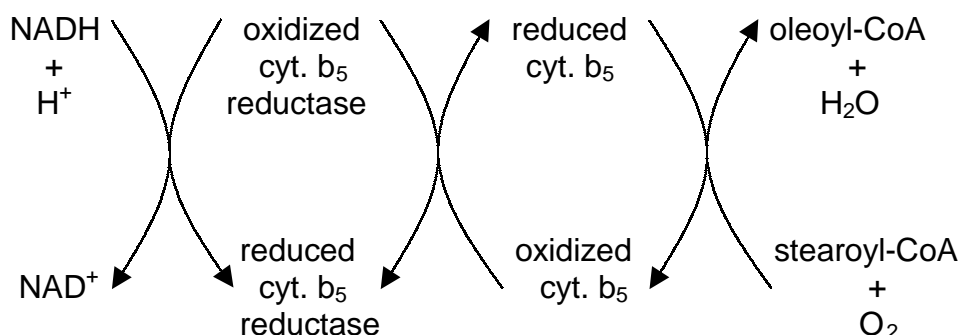 NADH
+
H⁺
oxidized
cyt. b₅
reductase
reduced
cyt. b₅
oleoyl-CoA
+
H₂O
NAD⁺
reduced
cyt. b₅
reductase
oxidized
cyt. b₅
stearoyl-CoA
+
O₂